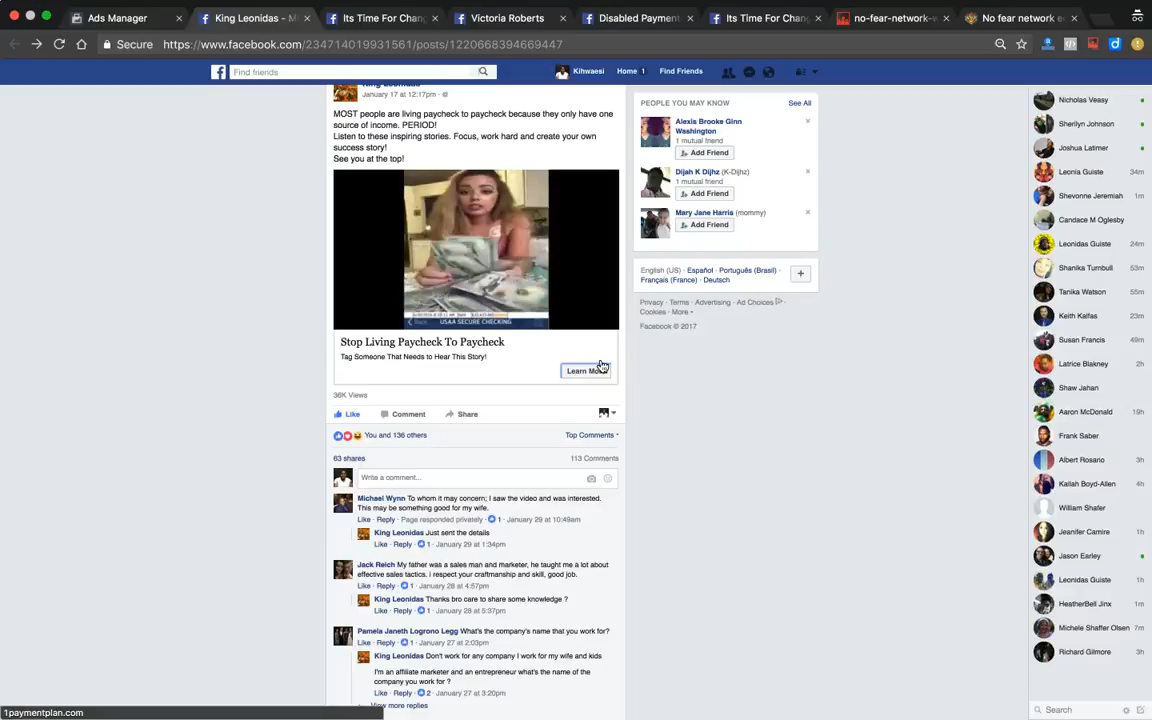 Ads Manager
King Leonidas - M
Its Time For Chang
Victoria Roberts
Disabled Payment
Its Time For Chang
no-fear-network-v
No fear network e
Secure
https://www.facebook.com/234714019931561/posts/1220668394669447
Find friends
Kihwaesi
Home 1
Find Friends
King Leonidas
January 17 at 12:17pm ·
MOST people are living paycheck to paycheck because they only have one
source of income. PERIOD!
Listen to these inspiring stories. Focus, work hard and create your own
success story!
See you at the top!
Back
USAA SECURE CHECKING
Stop Living Paycheck To Paycheck
Tag Someone That Needs to Hear This Story!
Learn More
36K Views
Like
Comment
Share
You and 136 others
Top Comments
63 shares
113 Comments
Write a comment...
Michael Wynn To whom it may concern; I saw the video and was interested.
This may be something good for my wife.
Like · Reply · Page responded privately · 1 · January 29 at 10:49am
King Leonidas Just sent the details
Like · Reply · 1 · January 29 at 1:34pm
Jack Reich My father was a sales man and marketer, he taught me a lot about
effective sales tactics. i respect your craftmanship and skill, good job.
Like · Reply · 1 · January 28 at 4:57pm
King Leonidas Thanks bro care to share some knowledge ?
Like · Reply · 1 · January 28 at 5:37pm
Pamela Janeth Logrono Legg What's the company's name that you work for?
Like · Reply · 1 · January 27 at 2:03pm
King Leonidas Don't work for any company I work for my wife and kids
I'm an affiliate marketer and an entrepreneur what's the name of the
company you work for ?
Like · Reply · 2 · January 27 at 3:20pm
View more replies
PEOPLE YOU MAY KNOW
See All
Alexis Brooke Ginn
Washington
1 mutual friend
Add Friend
Dijah K Dijhz (K-Dijhz)
1 mutual friend
Add Friend
Mary Jane Harris (mommy)
Add Friend
English (US) · Español · Português (Brasil) ·
Français (France) · Deutsch
Privacy · Terms · Advertising · Ad Choices ·
Cookies · More
Facebook © 2017
Nicholas Veasy
Sherilyn Johnson
Joshua Latimer
Leonia Guiste 34m
Shevonne Jeremiah 1m
Candace M Oglesby
Leonidas Guiste 24m
Shanika Turnbull 53m
Tanika Watson 55m
Keith Kalfas 23m
Susan Francis 49m
Latrice Blakney 2h
Shaw Jahan
Aaron McDonald 19h
Frank Saber
Albert Rosario 3h
Kailah Boyd-Allen 4h
William Shafer
Jeanifer Camire 1h
Jason Earley
Leonidas Guiste 1h
HeatherBell Jinx 1m
Michele Shaffer Olsen 7m
Richard Gilmore 3h
Search
1paymentplan.com